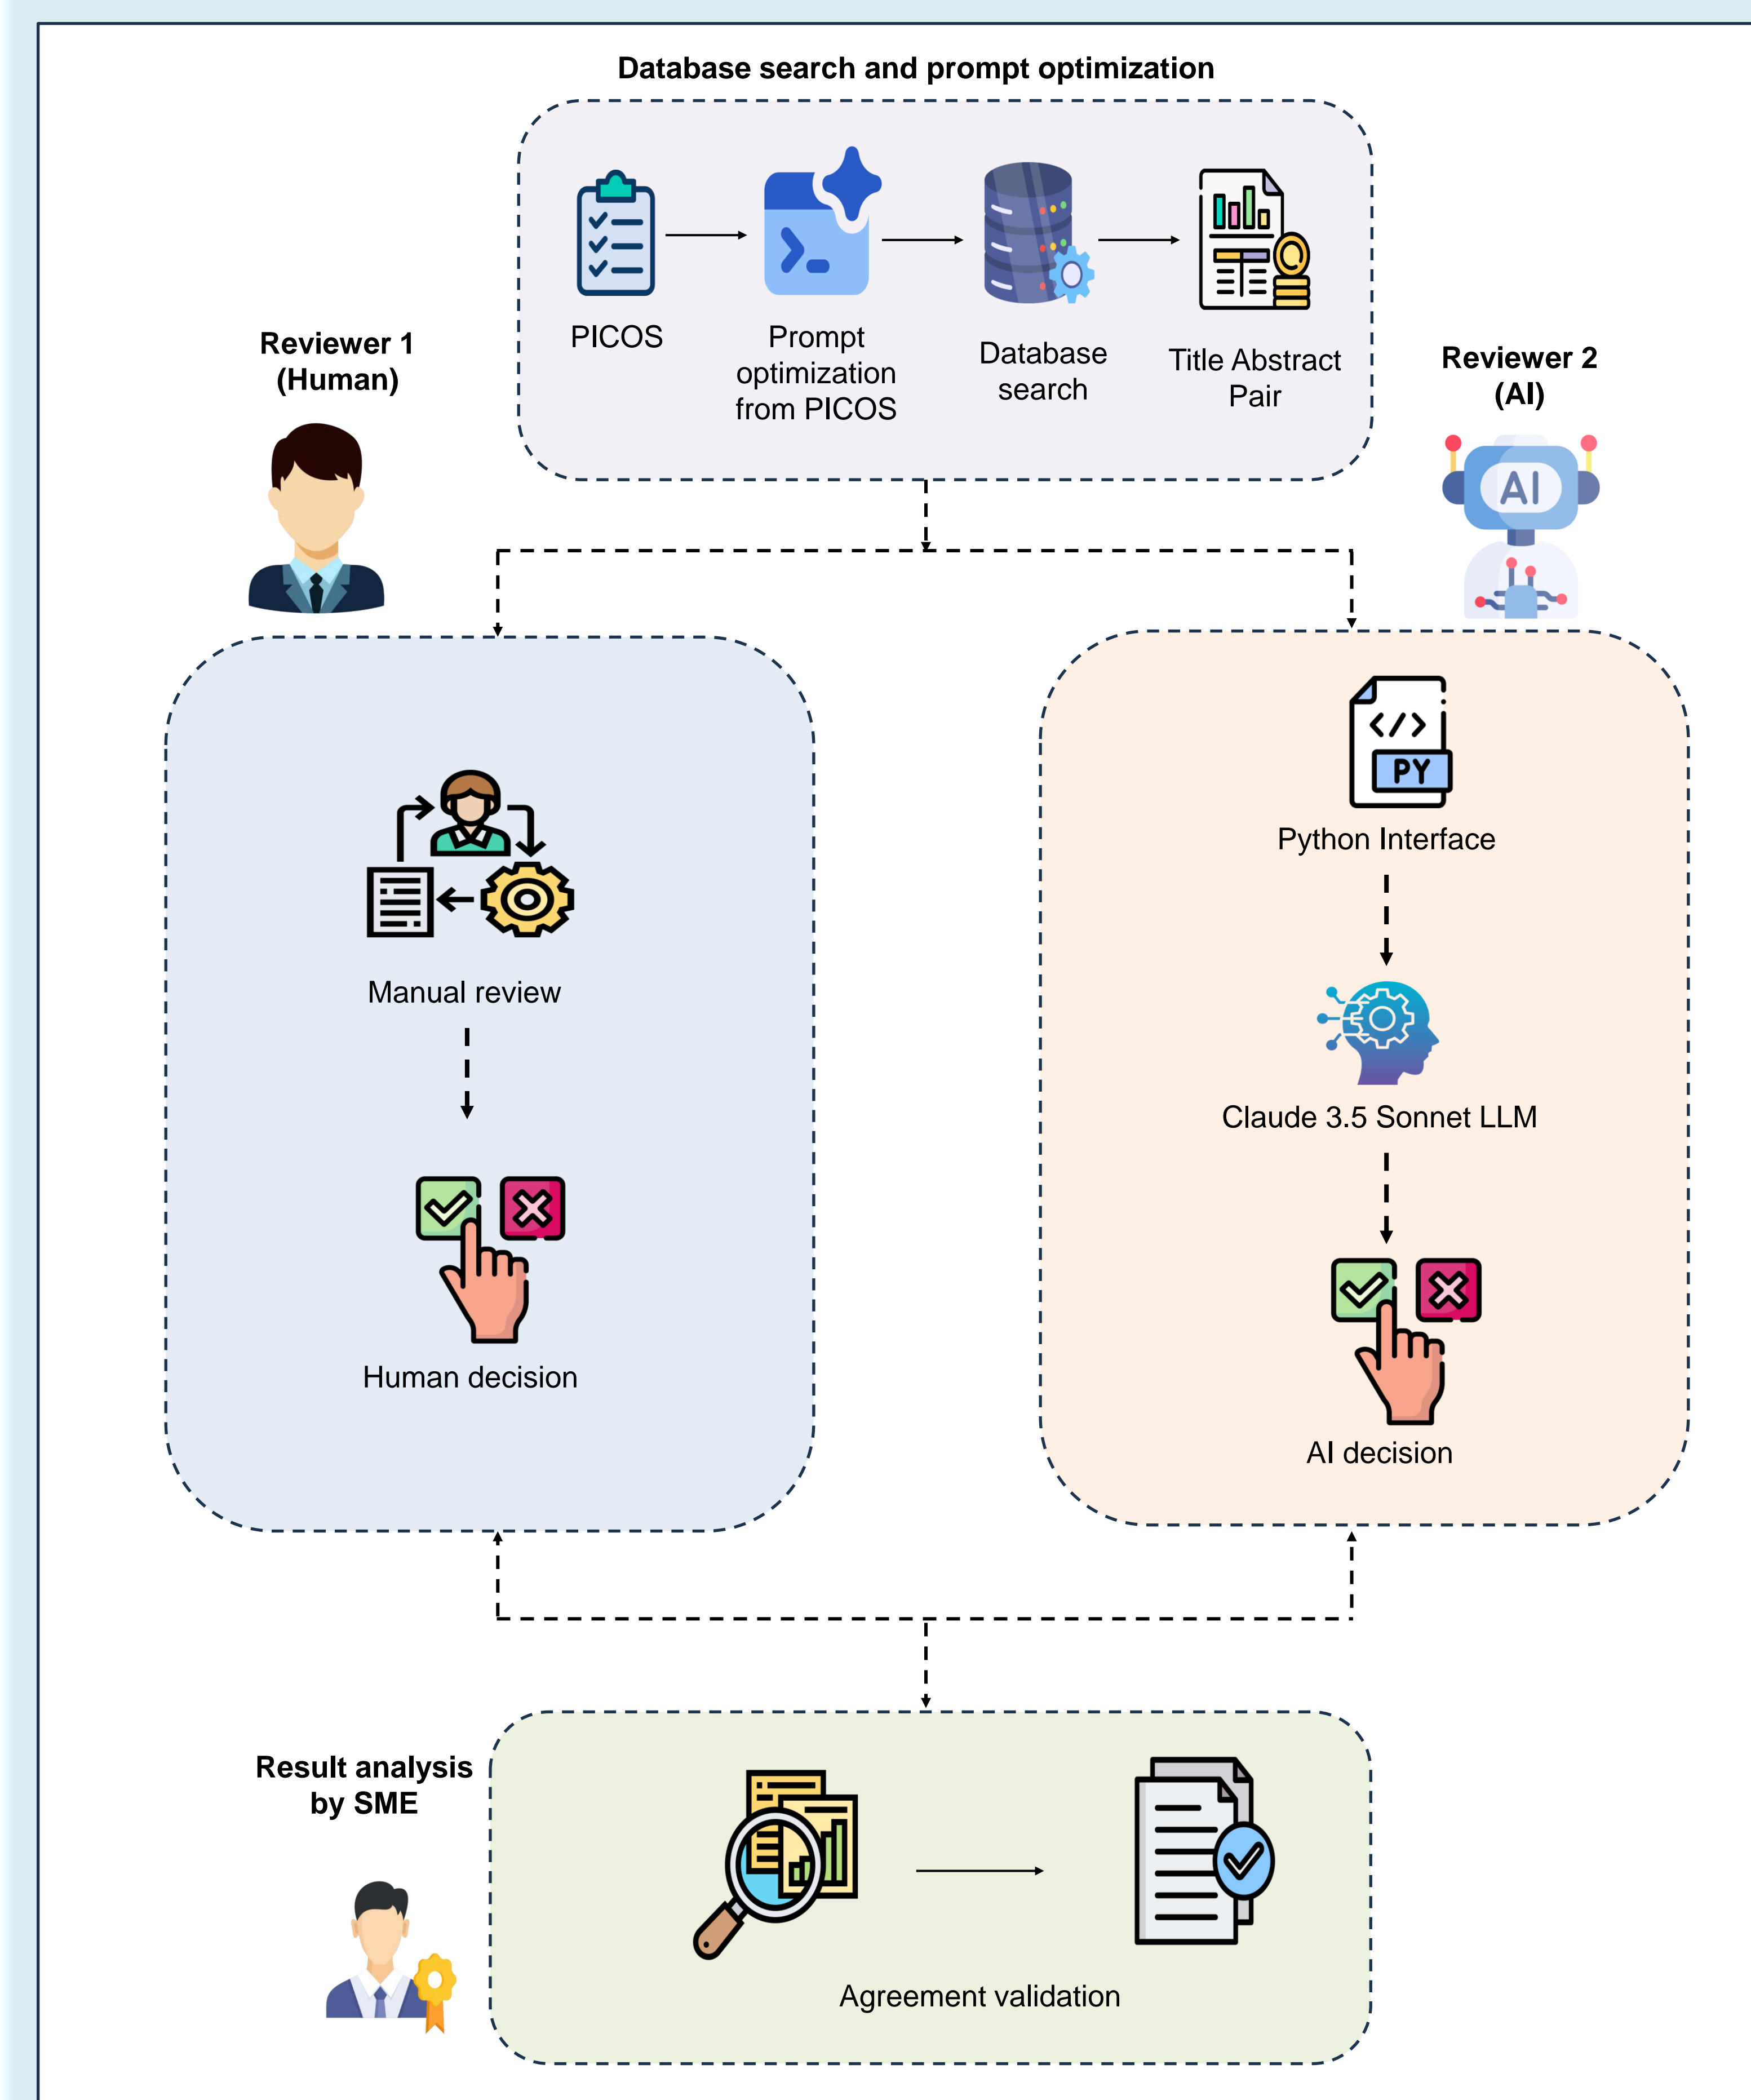 Database search and prompt optimization
PICOS
Prompt
optimization
from PICOS
Database
search
Title Abstract
Pair
Reviewer 1
(Human)
Reviewer 2
(AI)
AI
</>
PY
Python Interface
Manual review
Claude 3.5 Sonnet LLM
Human decision
AI decision
Result analysis
by SME
Agreement validation